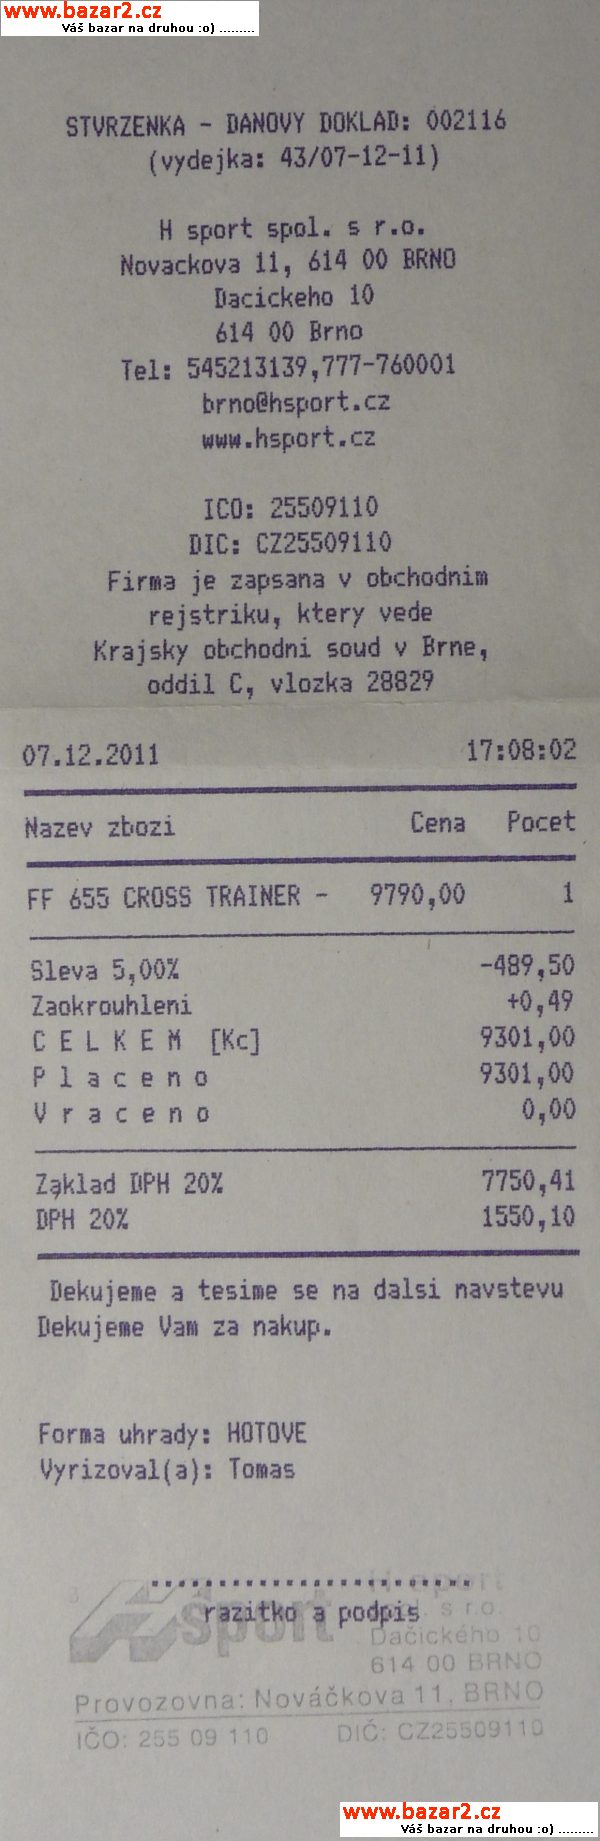 www.bazar2.cz
Váš bazar na druhou :o) .........
STVRZENKA - DANOVY DOKLAD: 002116
(vydejka: 43/07-12-11)
H sport spol. s r.o.
Novackova 11, 614 00 BRNO
Dacickeho 10
614 00 Brno
Tel: 545213139,777-760001
brno@hsport.cz
www.hsport.cz
ICO: 25509110
DIC: CZ25509110
Firma je zapsana v obchodnim
rejstriku, ktery vede
Krajsky obchodni soud v Brne,
oddil C, vlozka 28829
07.12.2011 17:08:02
Nazev zbozi Cena Pocet
FF 655 CROSS TRAINER - 9790,00 1
Sleva 5,00% -489,50
Zaokrouhleni +0,49
C E L K E M [Kc] 9301,00
P l a c e n o 9301,00
V r a c e n o 0,00
Zaklad DPH 20% 7750,41
DPH 20% 1550,10
Dekujeme a tesime se na dalsi navstevu
Dekujeme Vam za nakup.
Forma uhrady: HOTOVE
Vyrizoval(a): Tomas
razitko a podpis
H sport
s r.o.
Dačického 10
614 00 BRNO
Provozovna: Nováčkova 11, BRNO
IČO: 255 09 110 DIČ: CZ25509110
www.bazar2.cz
Váš bazar na druhou :o) .........